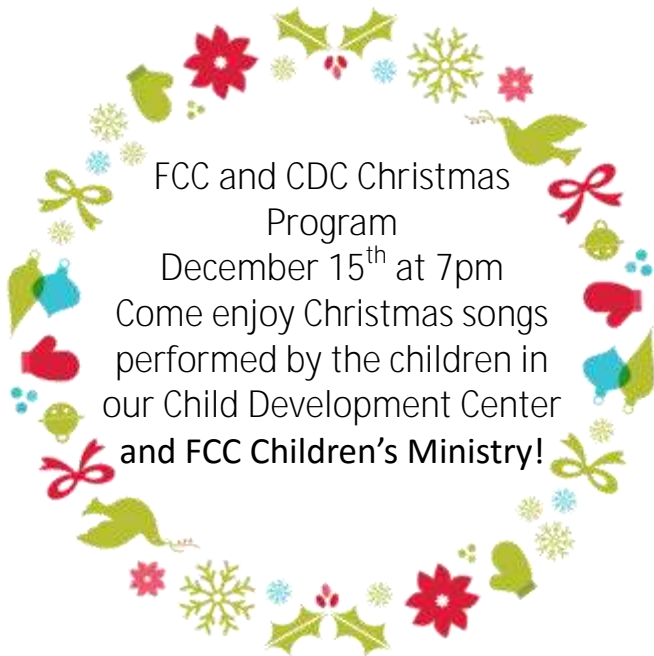 FCC and CDC Christmas
Program
December 15th at 7pm
Come enjoy Christmas songs
performed by the children in
our Child Development Center
and FCC Children’s Ministry!